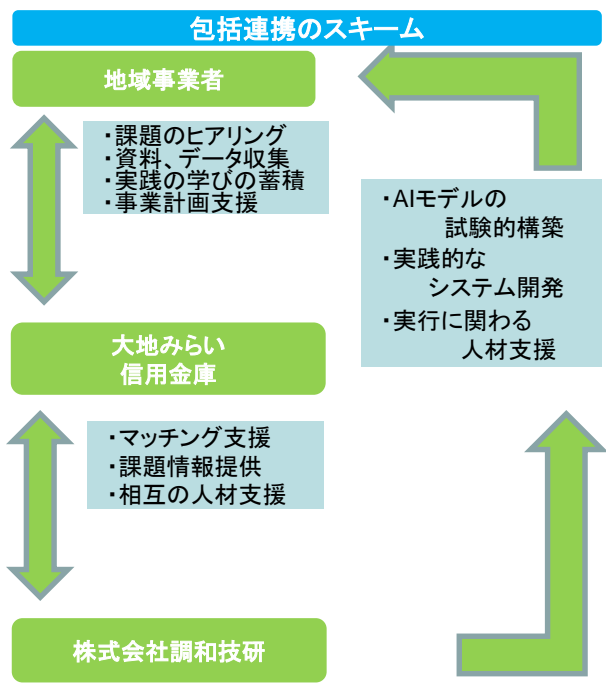 包括連携のスキーム
地域事業者
・課題のヒアリング
・資料、データ収集
・実践の学びの蓄積
・事業計画支援
・AIモデルの
試験的構築
・実践的な
システム開発
・実行に関わる
人材支援
大地みらい
信用金庫
・マッチング支援
・課題情報提供
・相互の人材支援
株式会社調和技研